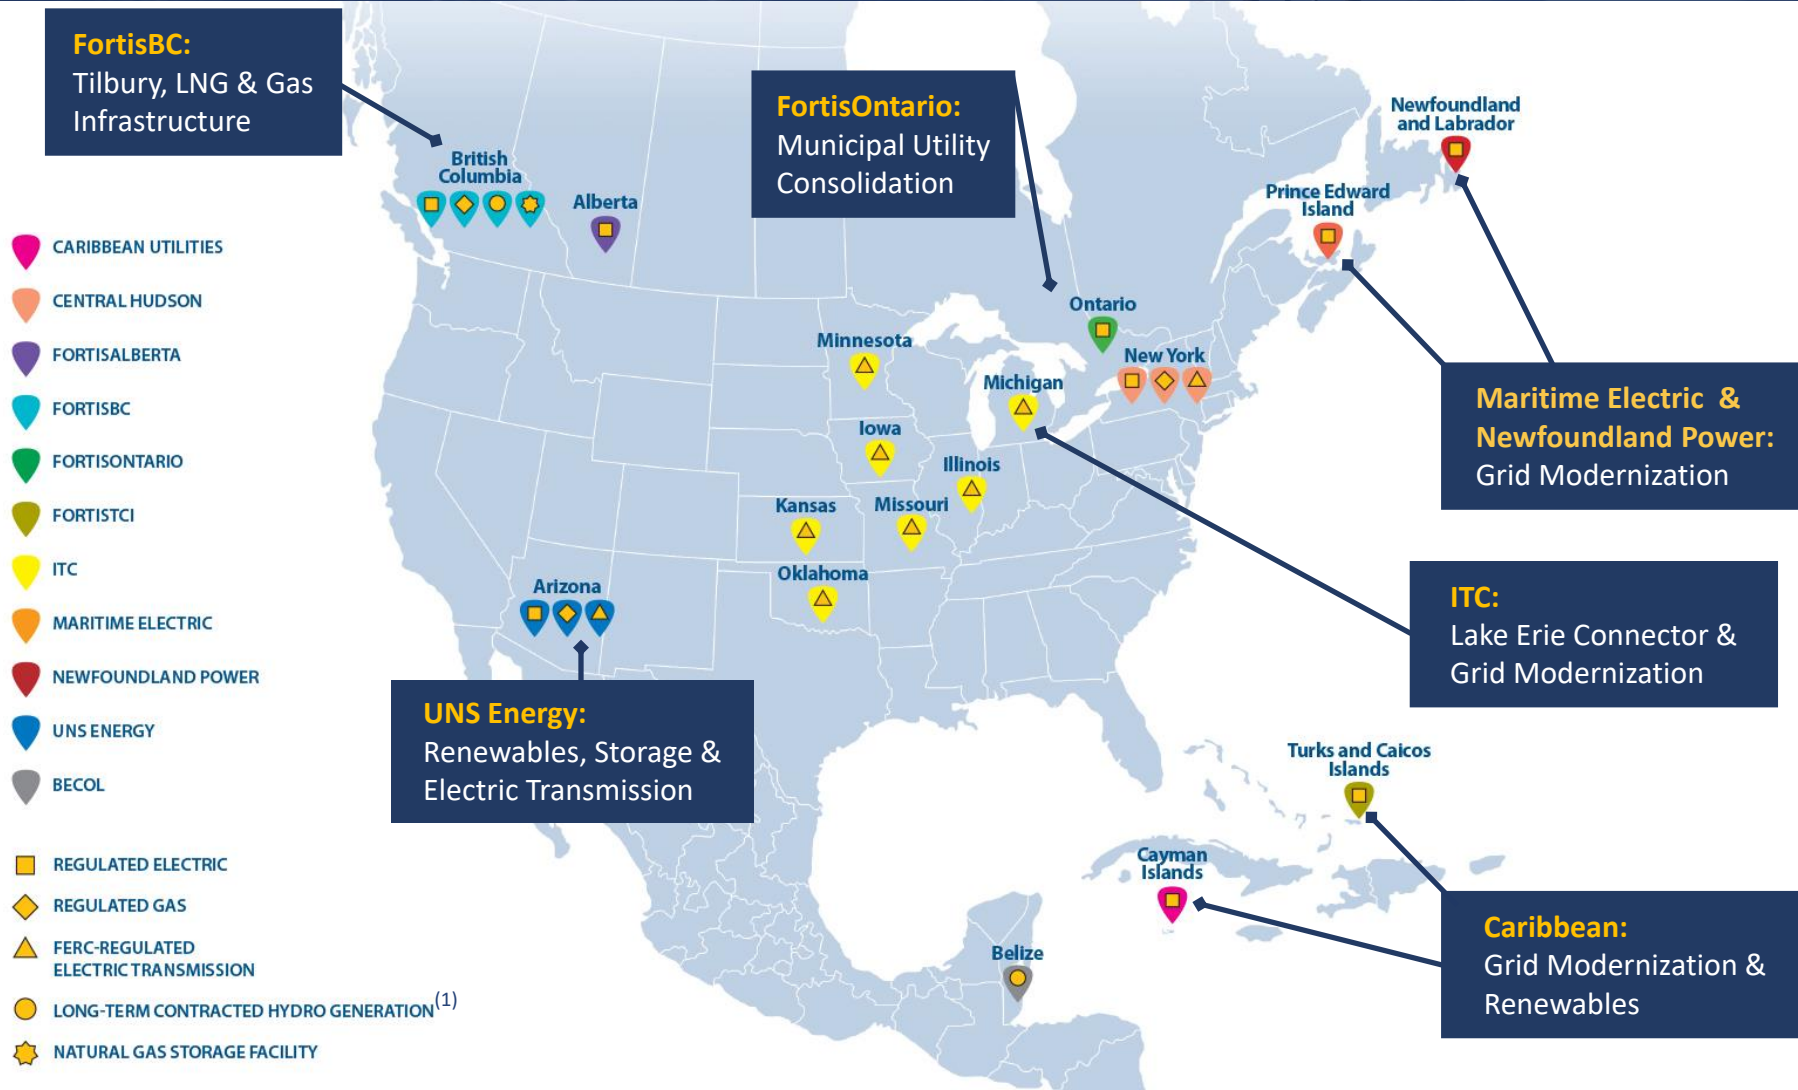 FortisBC:
Tilbury, LNG & Gas
Infrastructure
FortisOntario:
Municipal Utility
Consolidation
Newfoundland
and Labrador
British
Columbia
Alberta
Prince Edward
Island
CARIBBEAN UTILITIES
CENTRAL HUDSON
FORTISALBERTA
FORTISBC
FORTISONTARIO
FORTISTCI
ITC
MARITIME ELECTRIC
NEWFOUNDLAND POWER
UNS ENERGY
BECOL
REGULATED ELECTRIC
REGULATED GAS
FERC-REGULATED
ELECTRIC TRANSMISSION
LONG-TERM CONTRACTED HYDRO GENERATION(1)
NATURAL GAS STORAGE FACILITY
Ontario
Minnesota
New York
Michigan
Iowa
Illinois
Kansas
Missouri
Oklahoma
Arizona
Maritime Electric &
Newfoundland Power:
Grid Modernization
ITC:
Lake Erie Connector &
Grid Modernization
UNS Energy:
Renewables, Storage &
Electric Transmission
Turks and Caicos
Islands
Cayman
Islands
Belize
Caribbean:
Grid Modernization &
Renewables